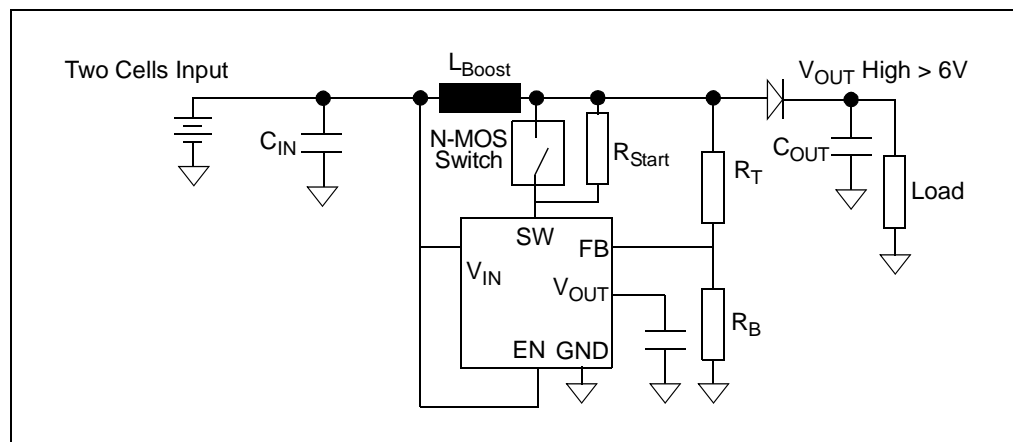 Two Cells Input
L_Boost
V_OUT High > 6V
C_IN
N-MOS
Switch
R_Start
R_T
C_OUT
Load
SW
FB
V_IN
V_OUT
R_B
EN GND